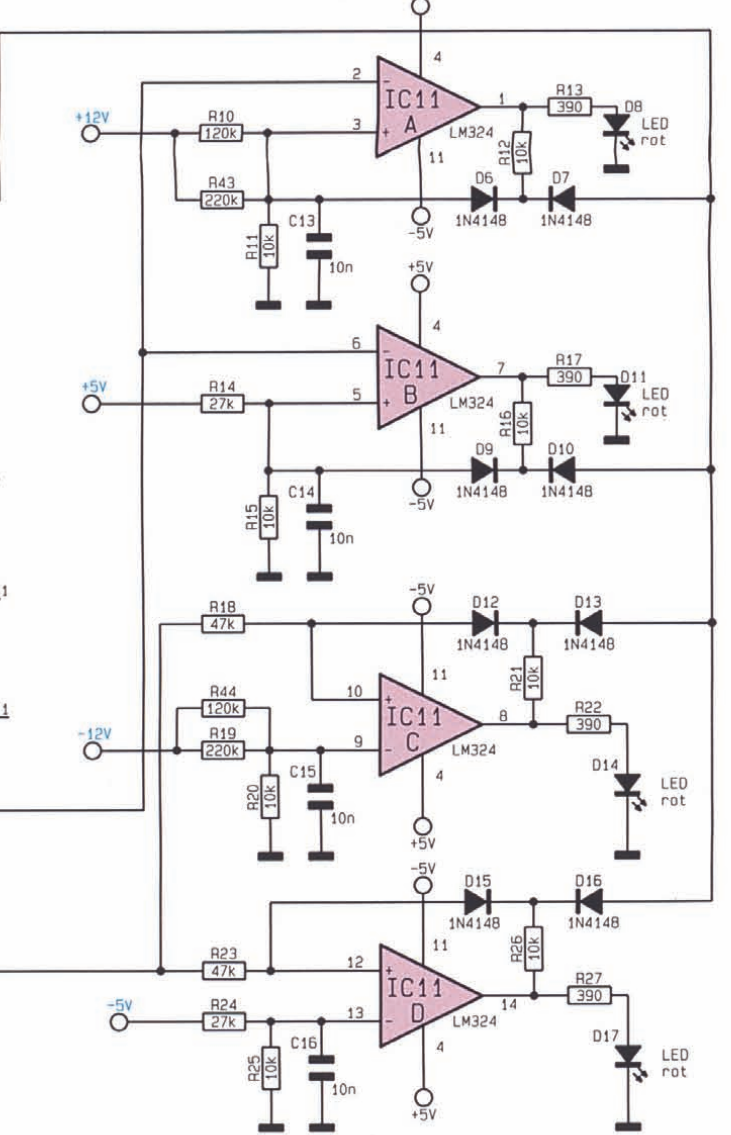 4
2
-
IC11
A
3
+
1
R13
390
D8
LED
rot
LM324
11
-5V
+12V
R10
120k
R43
220k
R12
10k
D6
1N4148
D7
1N4148
R11
10k
C13
10n
+5V
4
6
-
IC11
B
5
+
7
R17
390
D11
LED
rot
LM324
11
-5V
+5V
R14
27k
R16
10k
D9
1N4148
D10
1N4148
R15
10k
C14
10n
1
R18
47k
-5V
11
D12
1N4148
D13
1N4148
10
+
IC11
C
9
-
8
R21
10k
R22
390
LM324
4
+5V
R44
120k
1
-12V
R19
220k
R20
10k
C15
10n
D14
LED
rot
-5V
11
D15
1N4148
D16
1N4148
R23
47k
12
+
IC11
D
13
-
14
R26
10k
R27
390
LM324
4
+5V
-5V
R24
27k
R25
10k
C16
10n
D17
LED
rot